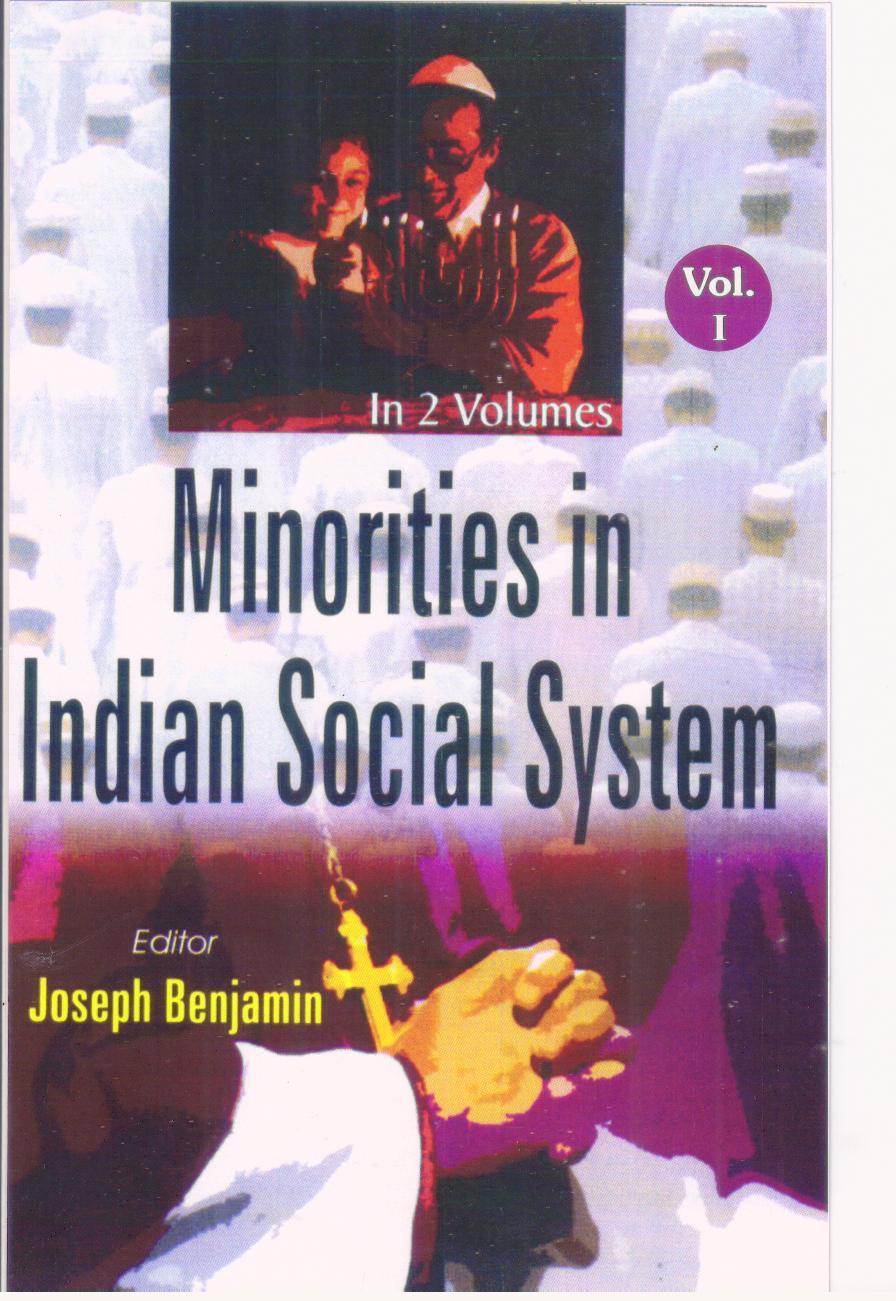 Vol.
I
In 2 Volumes
Minorities in
Indian Social System
Editor
Joseph Benjamin